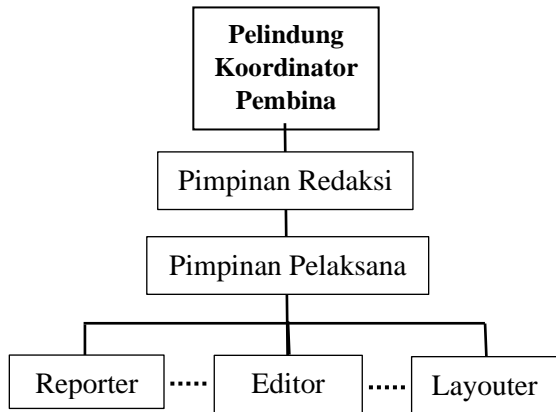 Pelindung
Koordinator
Pembina
Pimpinan Redaksi
Pimpinan Pelaksana
Reporter
Editor
Layouter